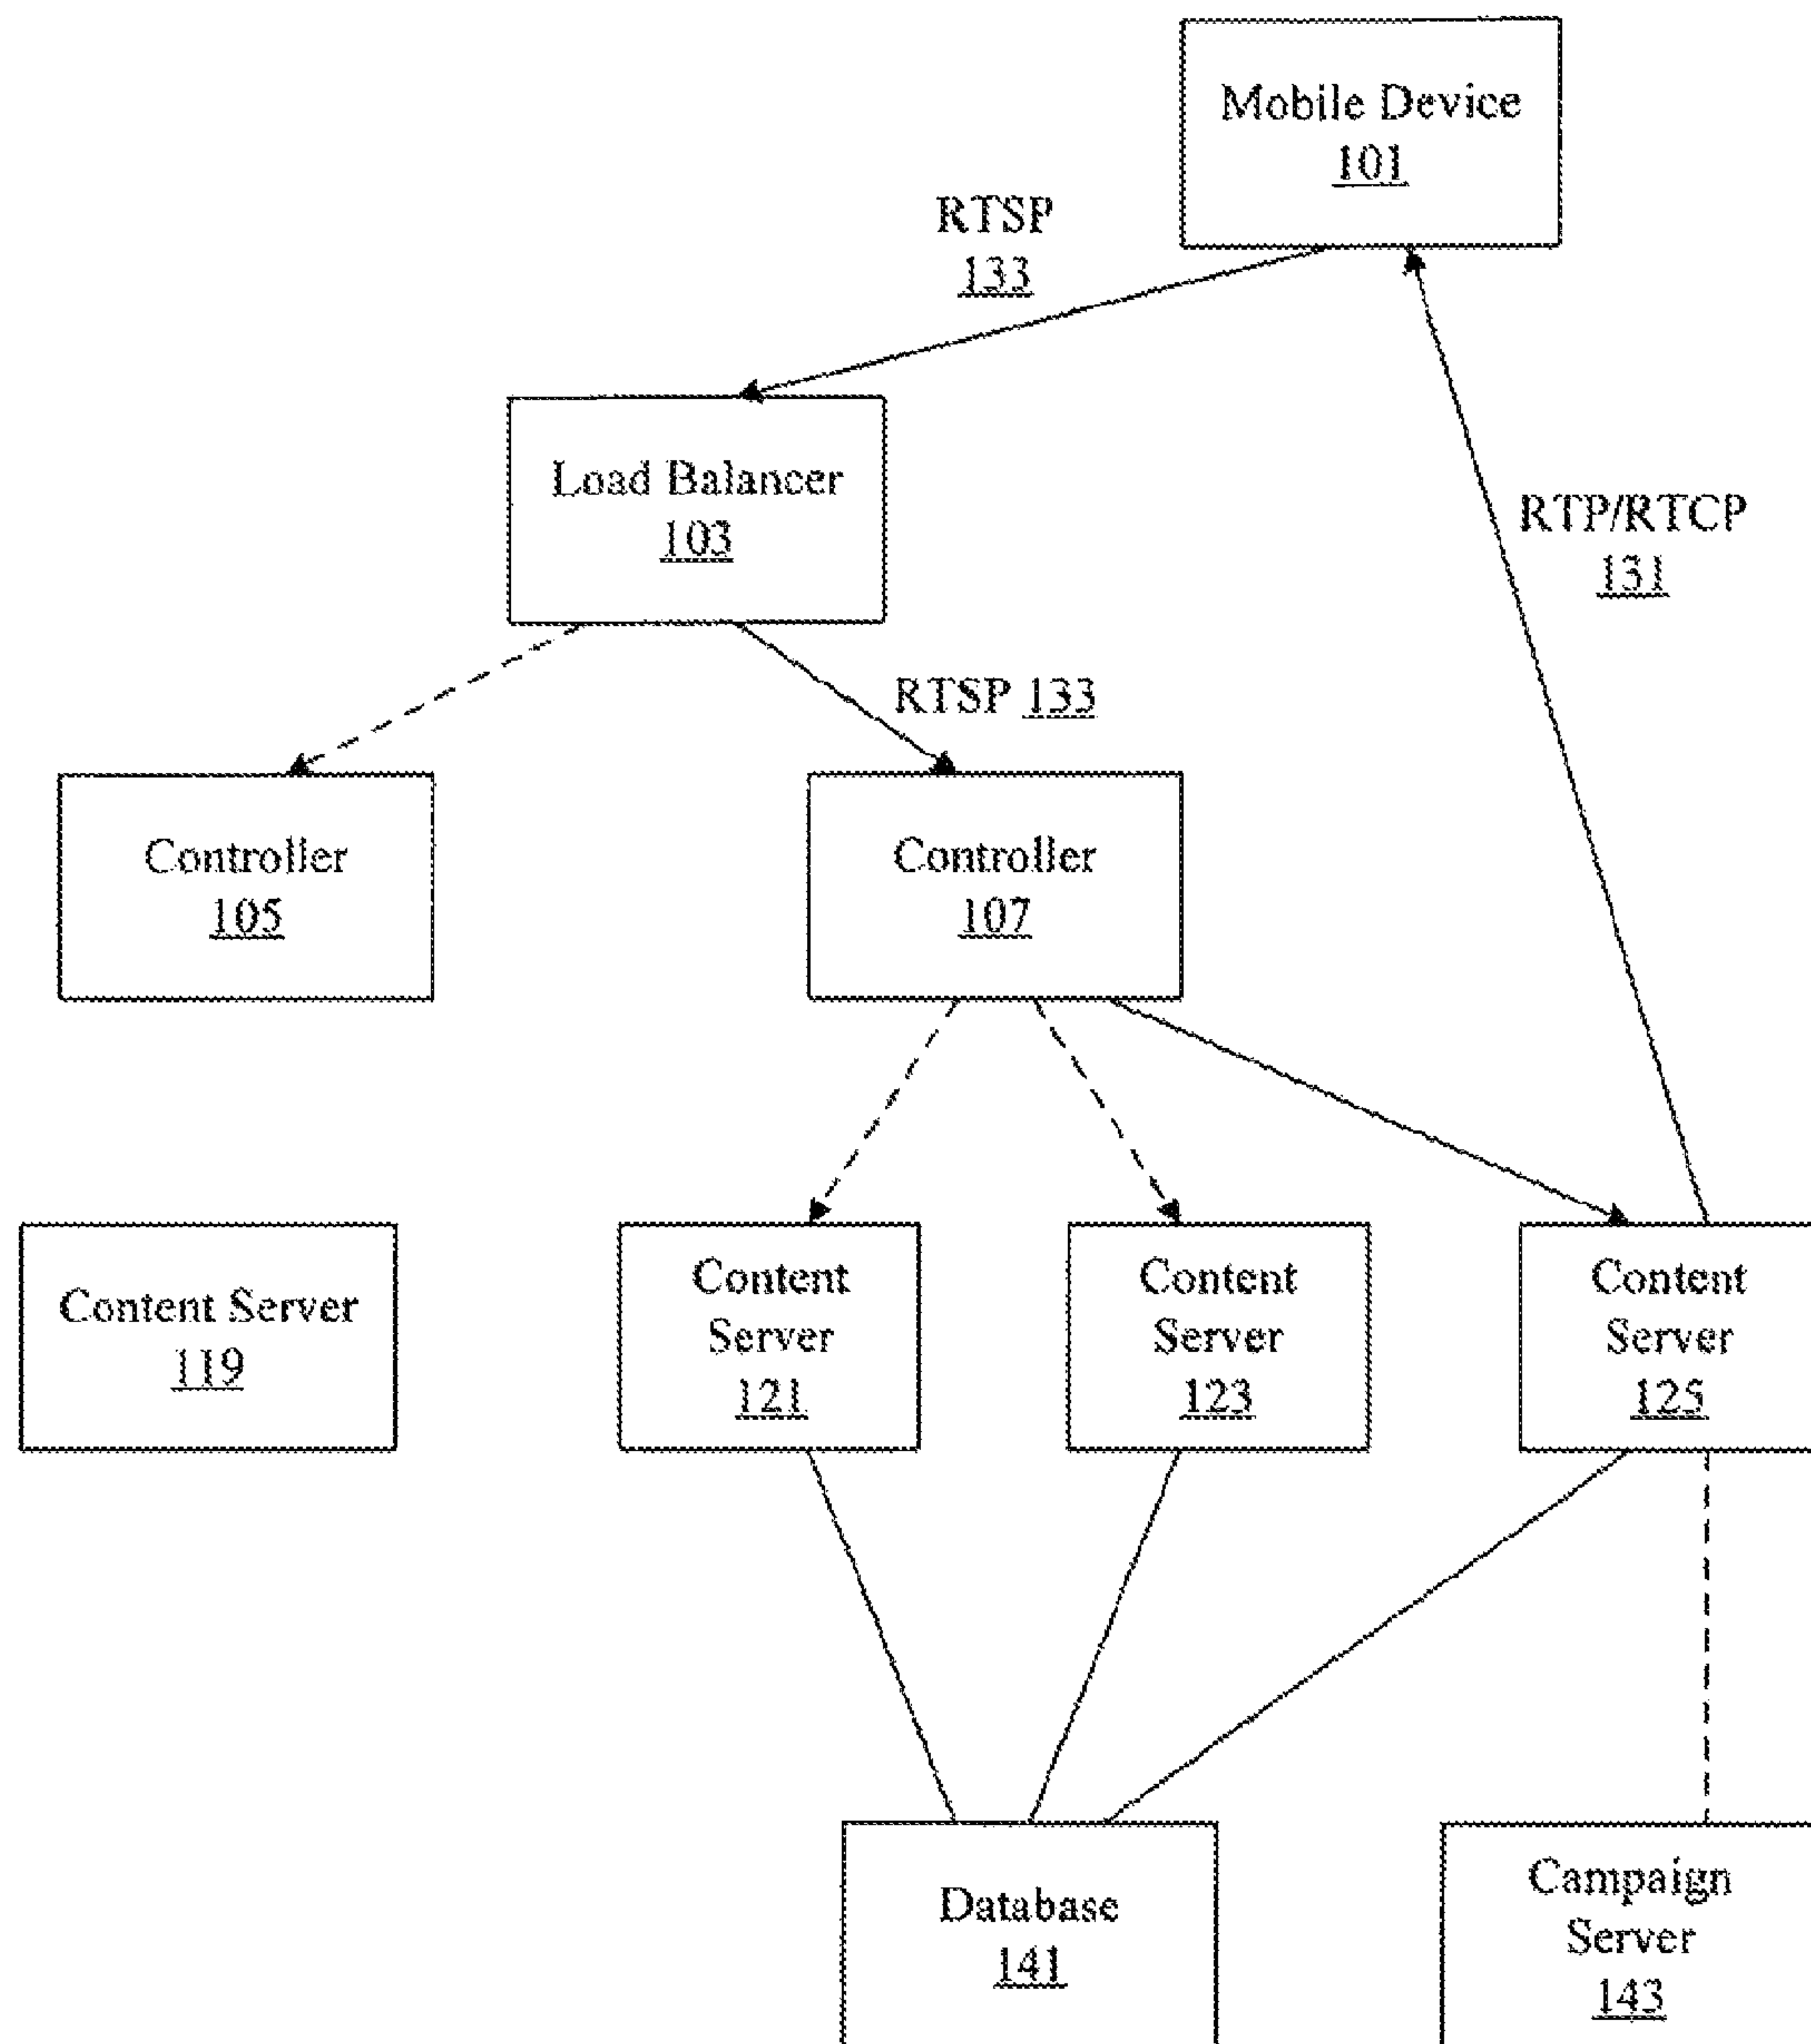 Mobile Device
101
RTSP
133
Load Balancer
103
RTP/RTCP
131
RTSP 133
Controller
105
Controller
107
Content Server
119
Content
Server
121
Content
Server
123
Content
Server
125
Database
141
Campaign
Server
143